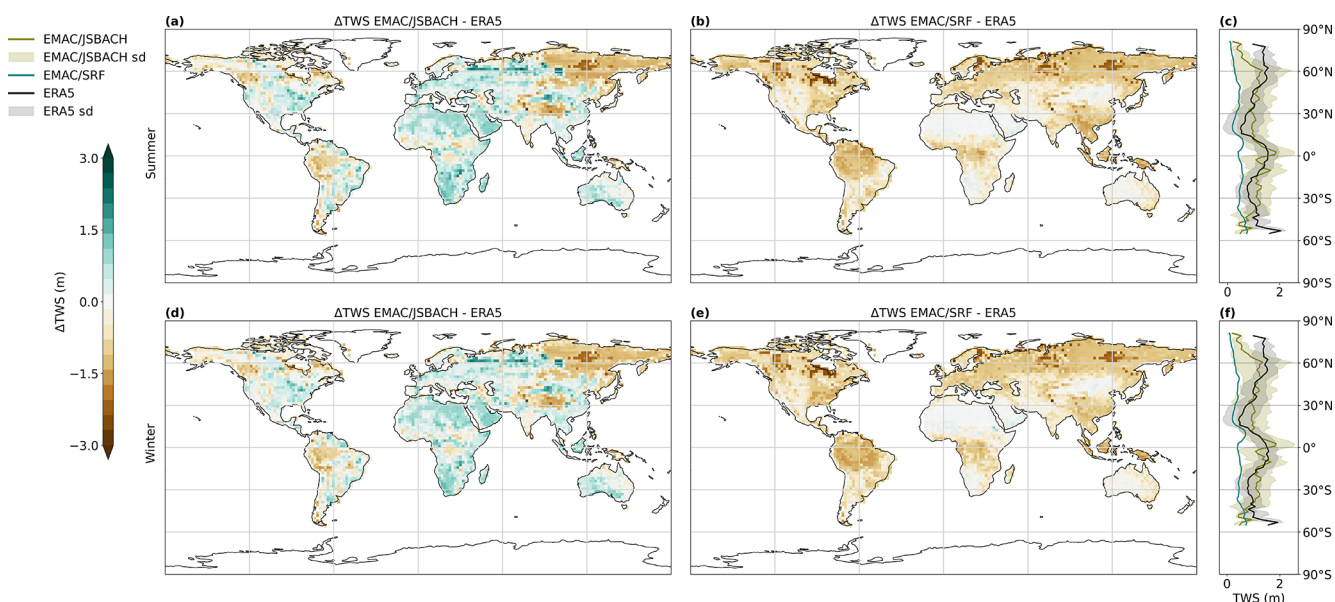 (a) ΔTWS EMAC/JSBACH - ERA5
(b) ΔTWS EMAC/SRF - ERA5
(c)
EMAC/JSBACH
EMAC/JSBACH sd
EMAC/SRF
ERA5
ERA5 sd
Summer
90°N
60°N
30°N
0°
30°S
60°S
90°S
0 2
3.0
1.5
0.0
−1.5
−3.0
ΔTWS (m)
(d) ΔTWS EMAC/JSBACH - ERA5
(e) ΔTWS EMAC/SRF - ERA5
(f)
Winter
90°N
60°N
30°N
0°
30°S
60°S
90°S
0 2
TWS (m)